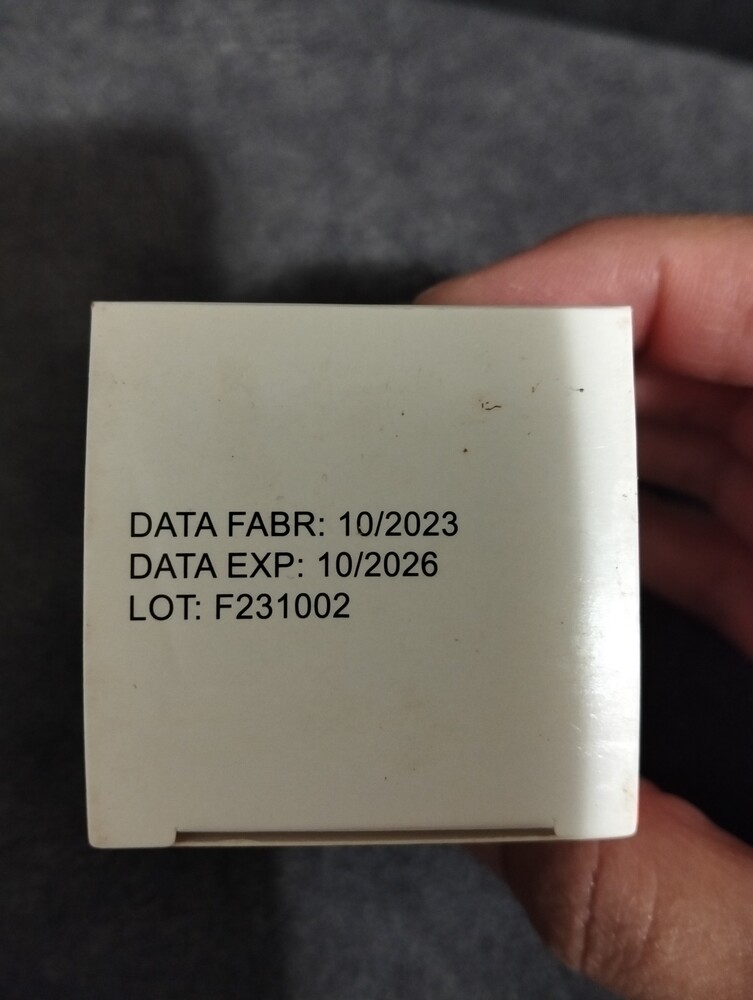 DATA FABR: 10/2023
DATA EXP: 10/2026
LOT: F231002